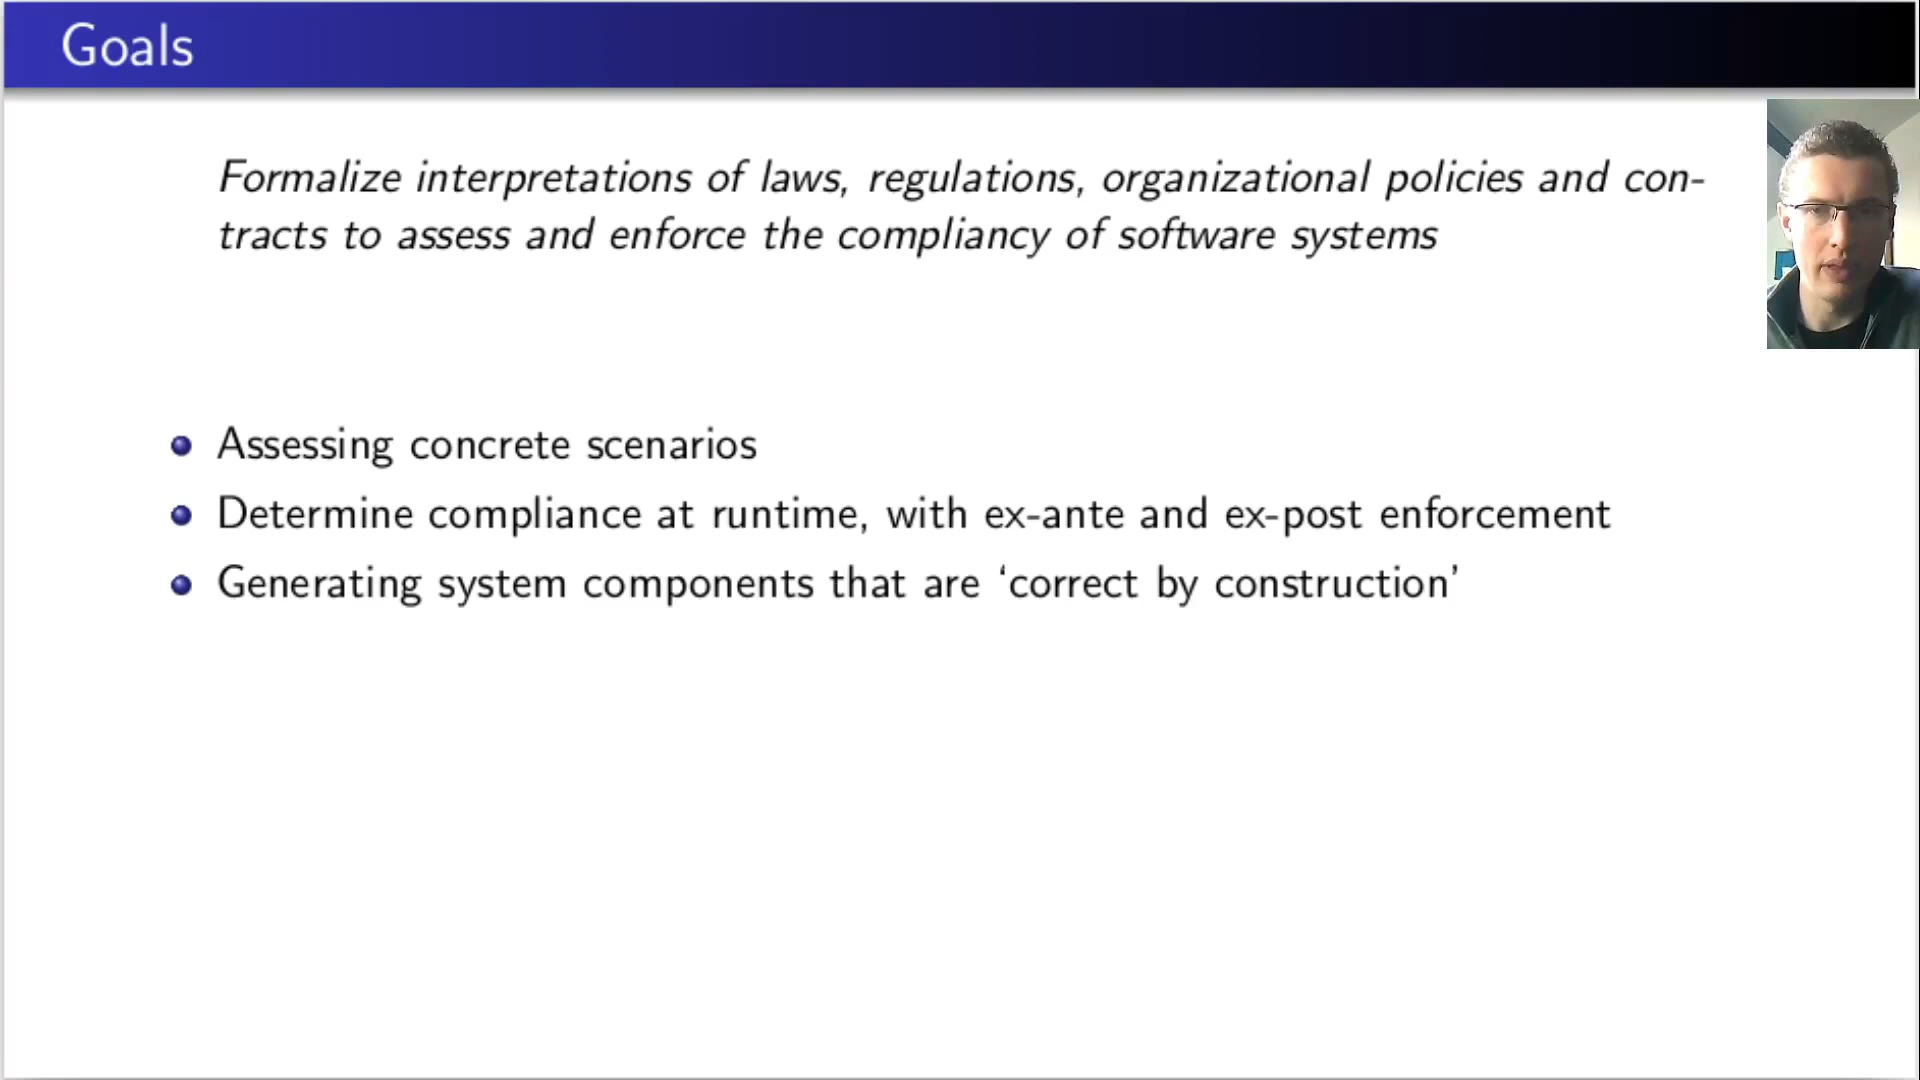 Goals
Formalize interpretations of laws, regulations, organizational policies and con-
tracts to assess and enforce the compliancy of software systems
Assessing concrete scenarios
Determine compliance at runtime, with ex-ante and ex-post enforcement
Generating system components that are ‘correct by construction’